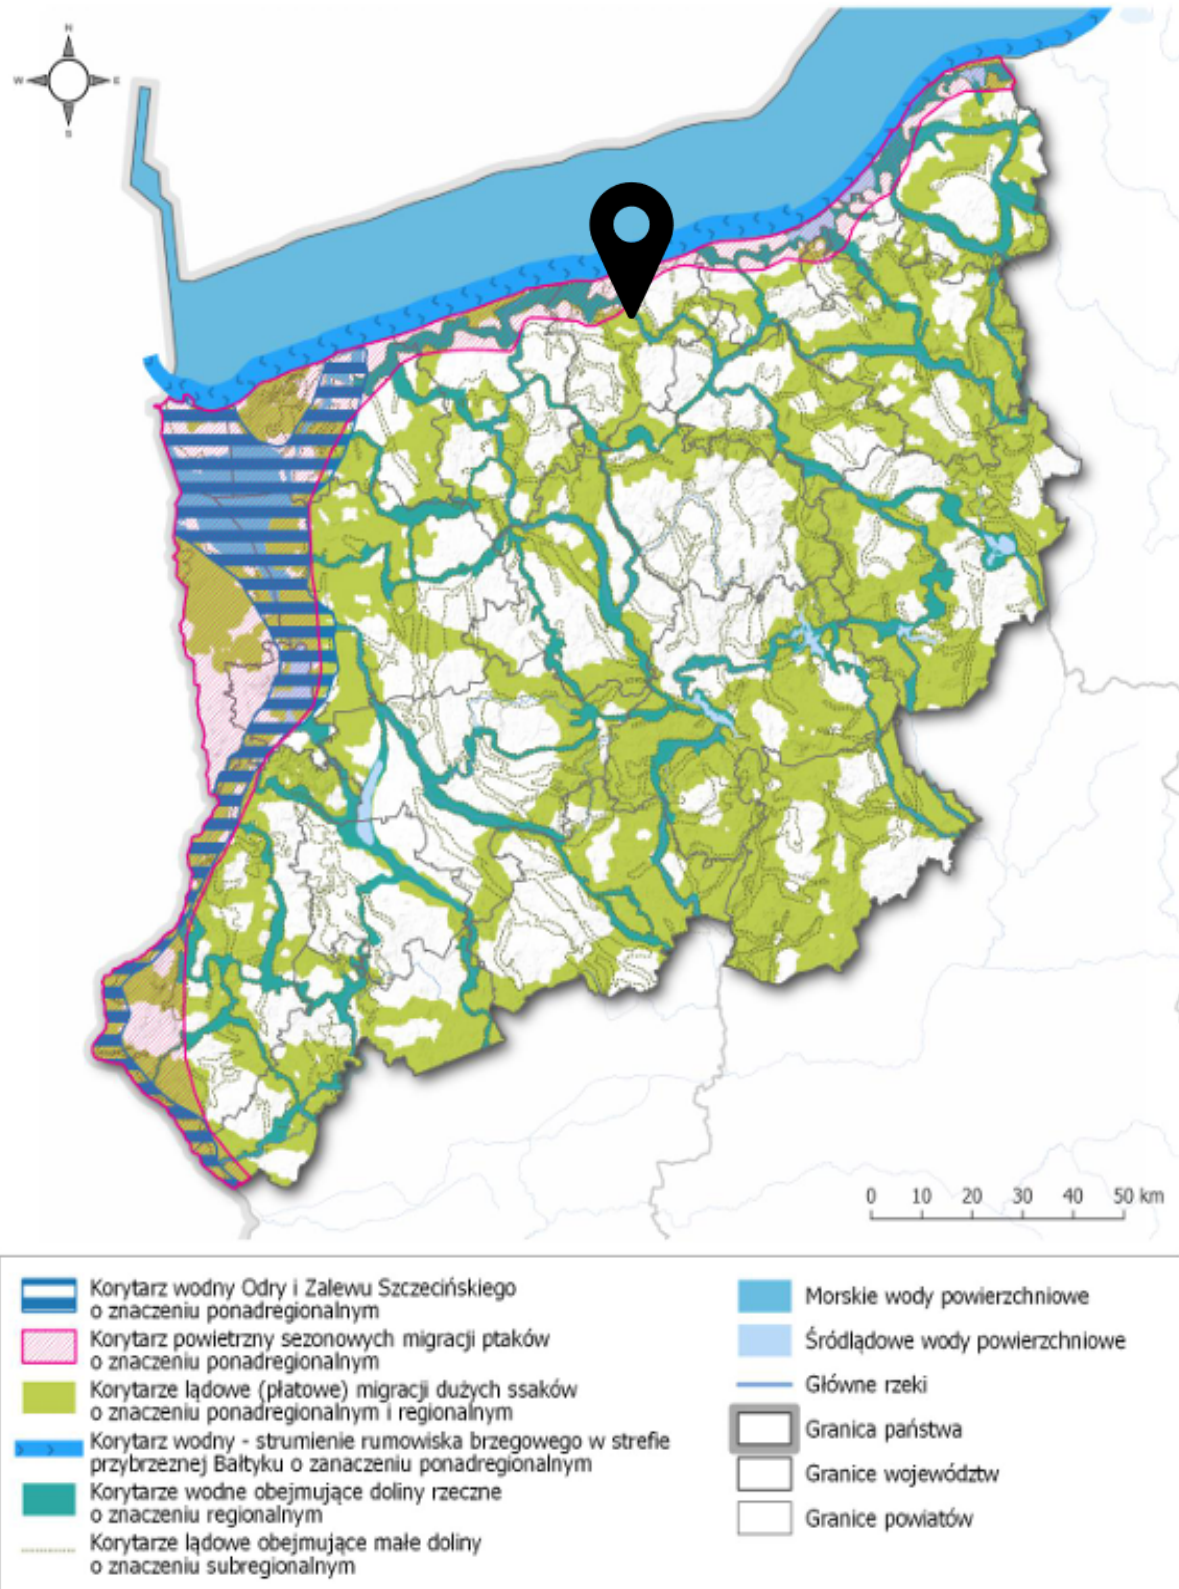 N
W E
S
0 10 20 30 40 50 km
Korytarz wodny Odry i Zalewu Szczecińskiego
o znaczeniu ponadregionalnym
Korytarz powietrzny sezonowych migracji ptaków
o znaczeniu ponadregionalnym
Korytarze lądowe (płatowe) migracji dużych ssaków
o znaczeniu ponadregionalnym i regionalnym
Korytarz wodny - strumienie rumowiska brzegowego w strefie
przybrzeznej Bałtyku o zanaczeniu ponadregionalnym
Korytarze wodne obejmujące doliny rzeczne
o znaczeniu regionalnym
Korytarze lądowe obejmujące małe doliny
o znaczeniu subregionalnym
Morskie wody powierzchniowe
Śródlądowe wody powierzchniowe
Główne rzeki
Granica państwa
Granice województw
Granice powiatów